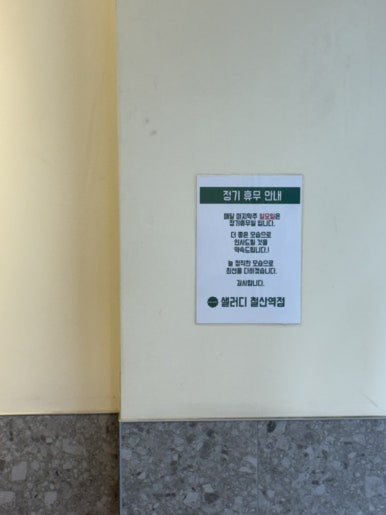 정기 휴무 안내
매달 마지막주 일요일은
정기휴무일 입니다.
더 좋은 모습으로
인사드릴 것을
약속드립니다.!
늘 정직한 모습으로
최선을 다하겠습니다.
감사합니다.
샐러디 철산역점